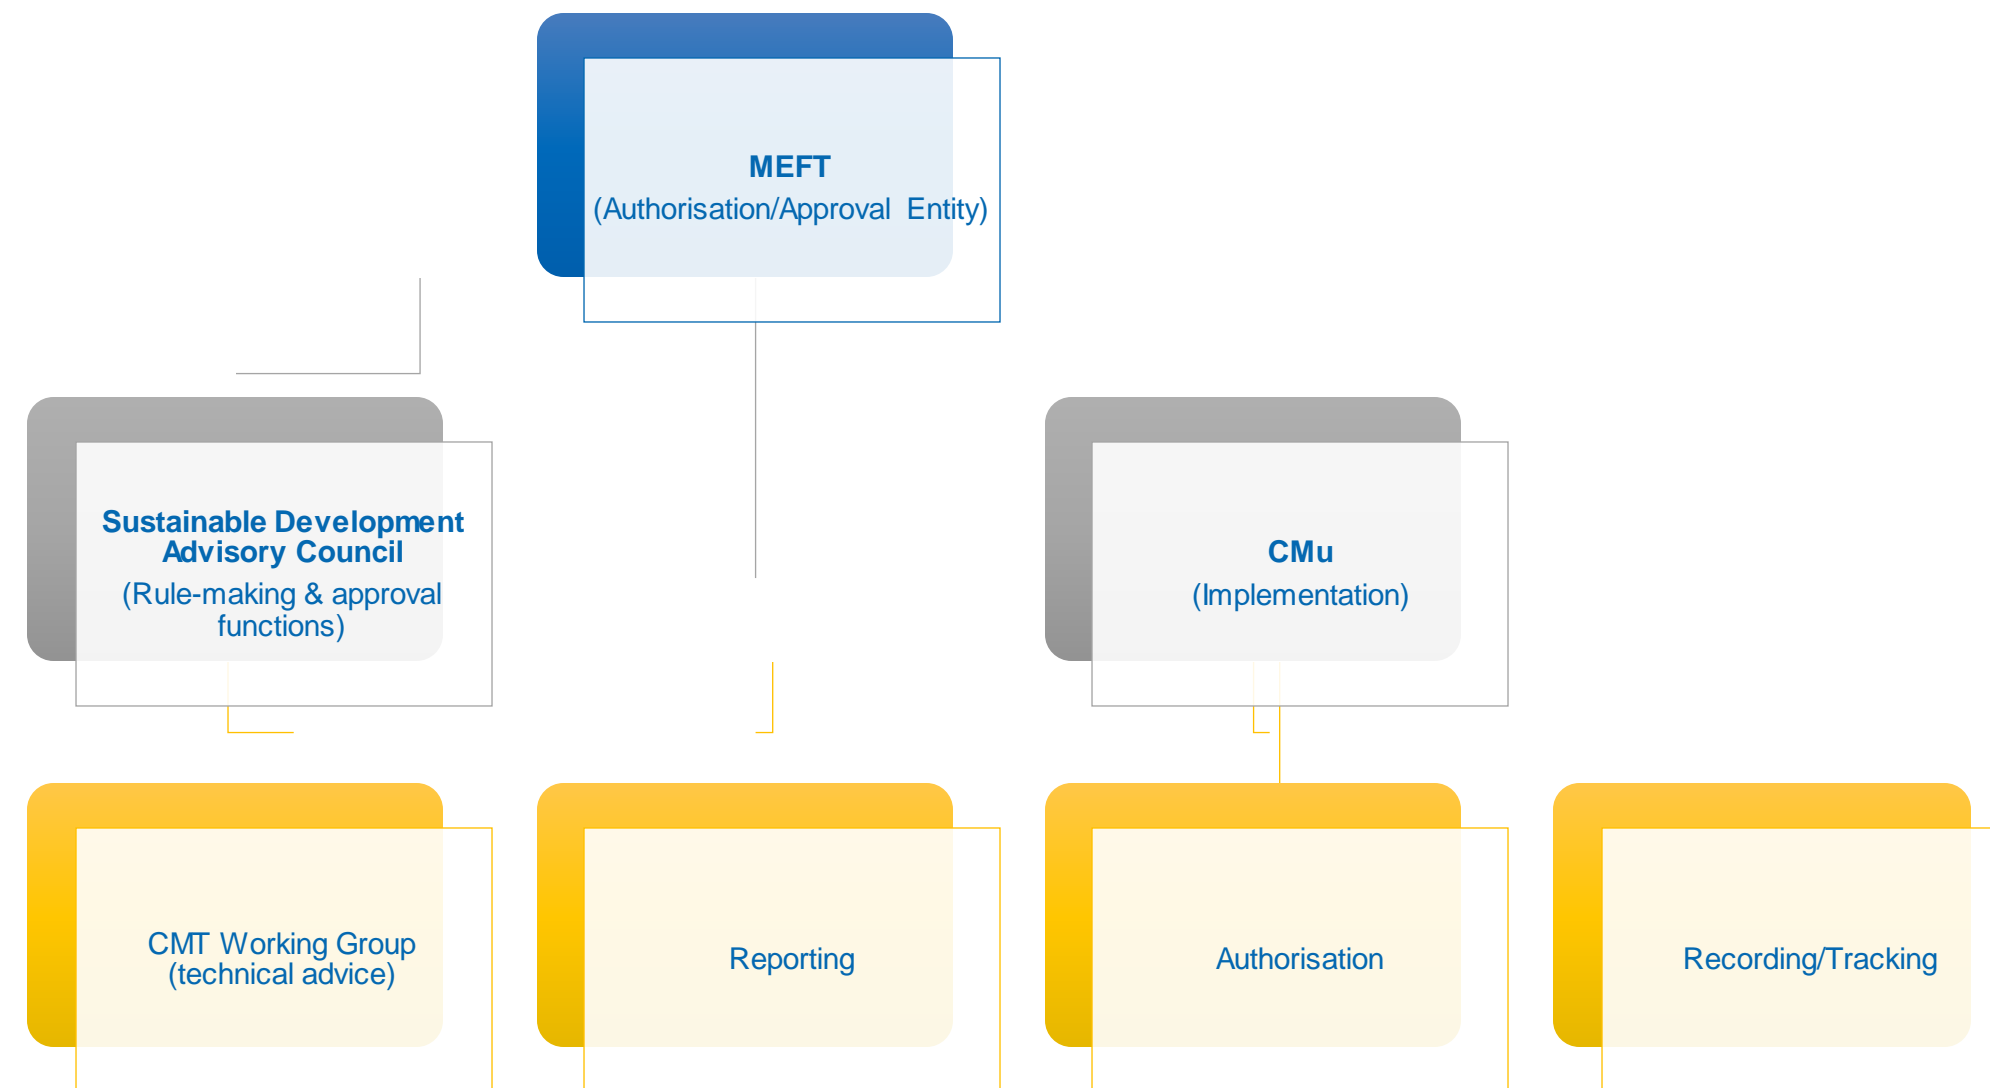 MEFT
(Authorisation/Approval Entity)
Sustainable Development
Advisory Council
(Rule-making & approval
functions)
CMu
(Implementation)
CMT Working Group
(technical advice)
Reporting
Authorisation
Recording/Tracking